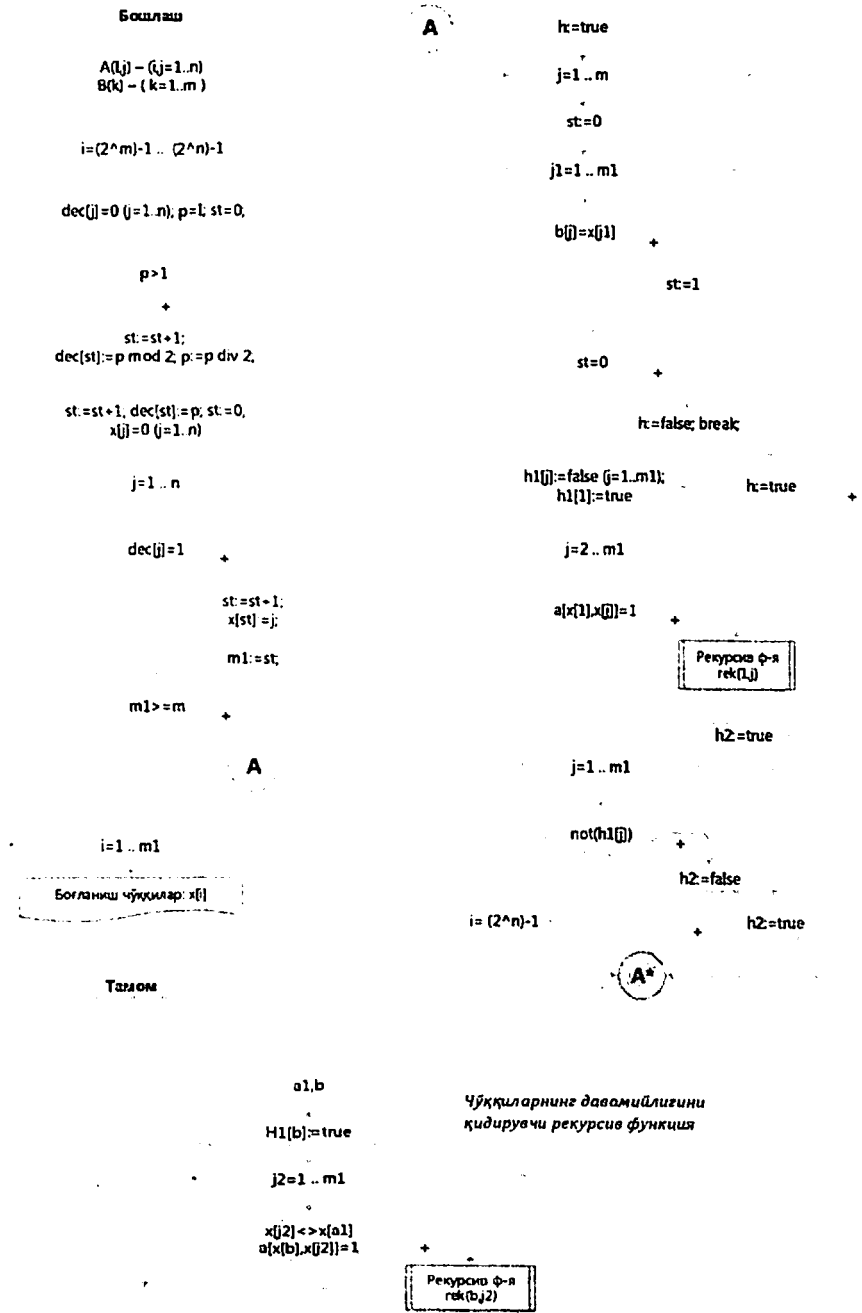 Бошлаш
A(i,j) – (i,j=1..n)
B(k) – ( k=1..m )
i=(2^m)-1 .. (2^n)-1
dec[j]=0 (j=1..n); p=i; st=0,
p>1
+
st:=st+1;
dec[st]:=p mod 2; p:=p div 2,
st:=st+1, dec[st]:=p; st:=0,
x[j]=0 (j=1..n)
j=1 .. n
dec[j]=1
+
st:=st+1;
x[st] =j;
m1:=st;
m1>=m
+
A
i=1 .. m1
Боғланиш чўққилар: x[i]
Тамом
A
h:=true
j=1 .. m
st:=0
j1=1 .. m1
b[j]=x[j1]
+
st:=1
st=0
+
h:=false; break;
h1[j]:=false (j=1..m1);
h1[1]:=true
h:=true
+
j=2 .. m1
a[x[1],x[j]]=1
+
Рекурсив ф-я
rek(1,j)
h2:=true
j=1 .. m1
not(h1[j])
+
h2:=false
i= (2^n)-1
+
h2:=true
A*
a1,b
H1[b]:=true
j2=1 .. m1
x[j2]<>x[a1]
a[x[b],x[j2]]=1
+
Рекурсив ф-я
rek(b,j2)
Чўққиларнинг давомийлигини
қидирувчи рекурсив функция